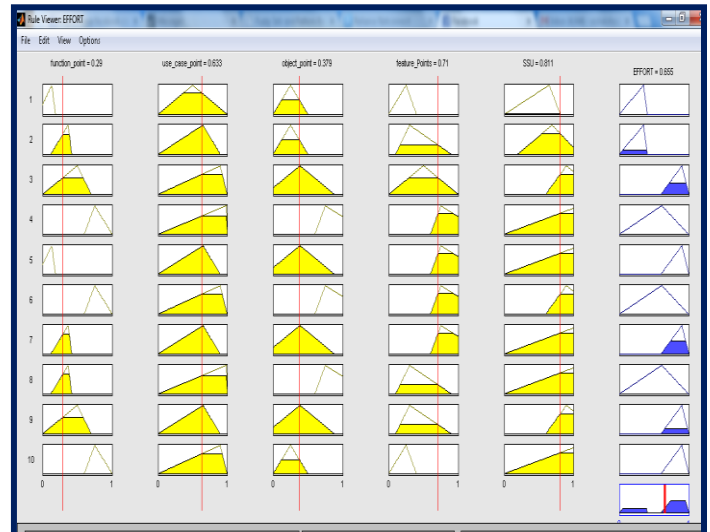 Rule Viewer: EFFORT
File Edit View Options
function_point = 0.29 use_case_point = 0.633 object_point = 0.379 feature_Points = 0.71 SSU = 0.811 EFFORT = 0.655
1
2
3
4
5
6
7
8
9
10
0 1 0 1 0 1 0 1 0 1
0 1